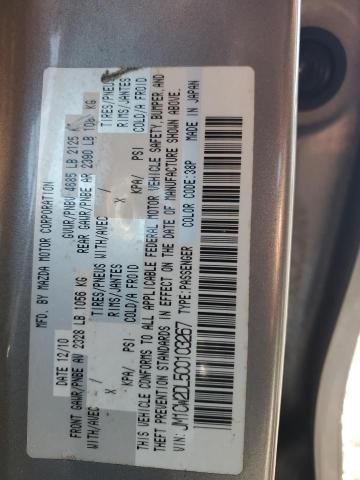 MFD. BY MAZDA MOTOR CORPORATION
DATE 12/10 GVWR/PNBV 4685 LB 2125
FRONT GAWR/PNBE AV 2328 LB 1056 KG REAR GAWR/PNBE AR 2390 LB KG
WITH/AVEC TIRES/PNEUS WITH/AVEC TIRES/PNEUS
X RIMS/JANTES X RIMS/JANTES
KPA/ PSI COLD/A FROID KPA/ PSI COLD/A FROID
THIS VEHICLE CONFORMS TO ALL APPLICABLE FEDERAL MOTOR VEHICLE SAFETY, BUMPER, AND
THEFT PREVENTION STANDARDS IN EFFECT ON THE DATE OF MANUFACTURE SHOWN ABOVE.
VIN: JM1CW2DL5C0103267 TYPE:PASSENGER COLOR CODE:38P MADE IN JAPAN